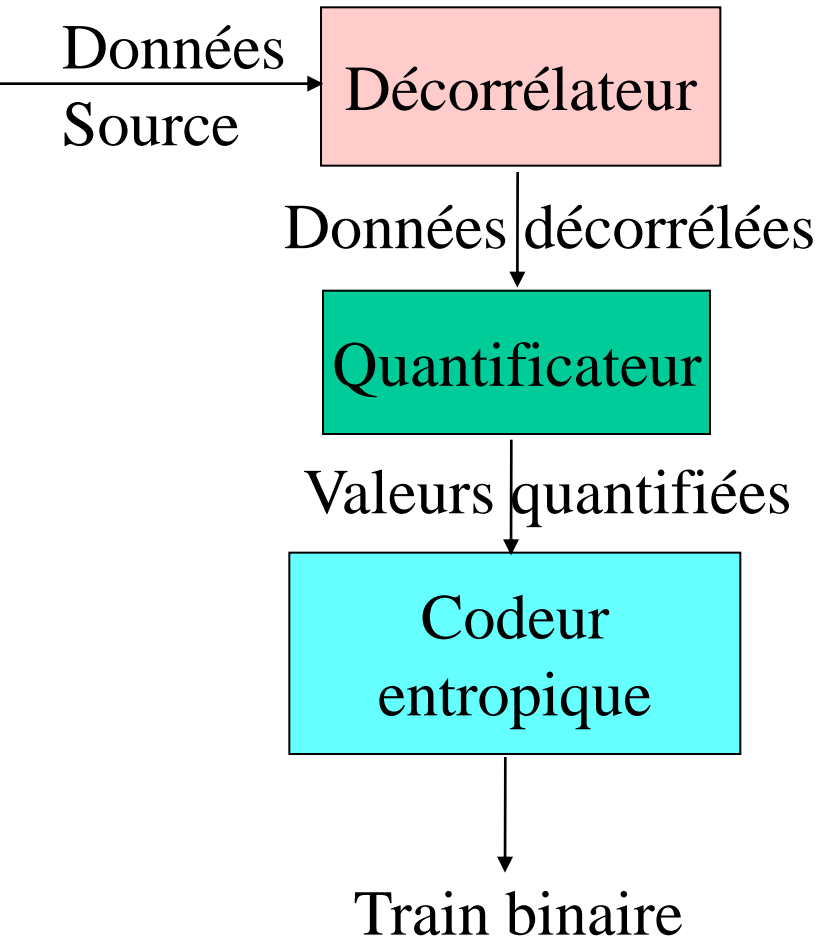 Données
Source
Décorrélateur
Données décorrélées
Quantificateur
Valeurs quantifiées
Codeur
entropique
Train binaire